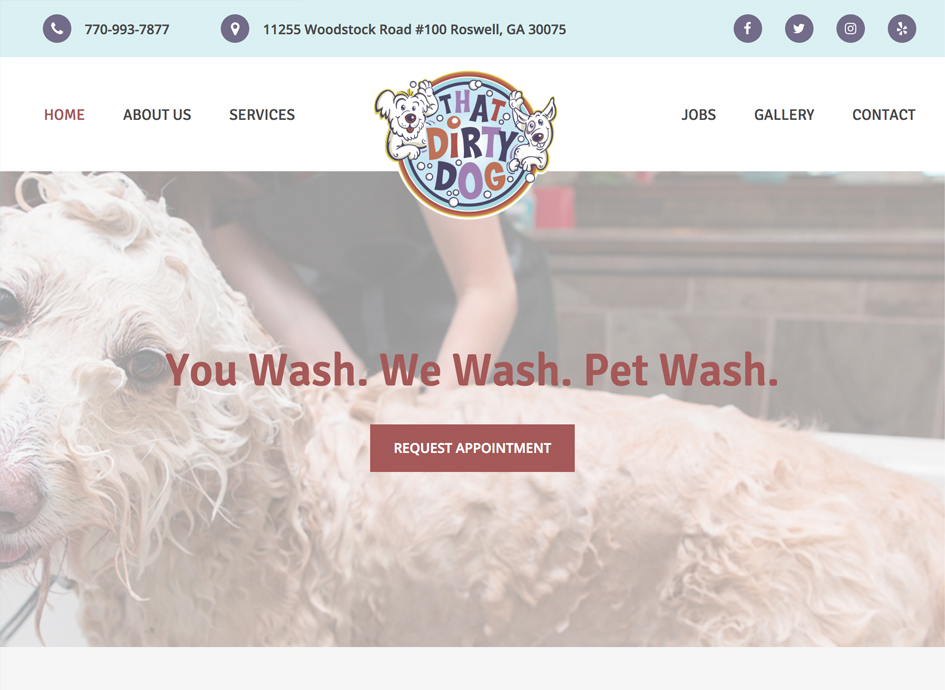 770-993-7877
11255 Woodstock Road #100 Roswell, GA 30075
HOME
ABOUT US
SERVICES
THAT
DiRTY
DOG
JOBS
GALLERY
CONTACT
You Wash. We Wash. Pet Wash.
REQUEST APPOINTMENT